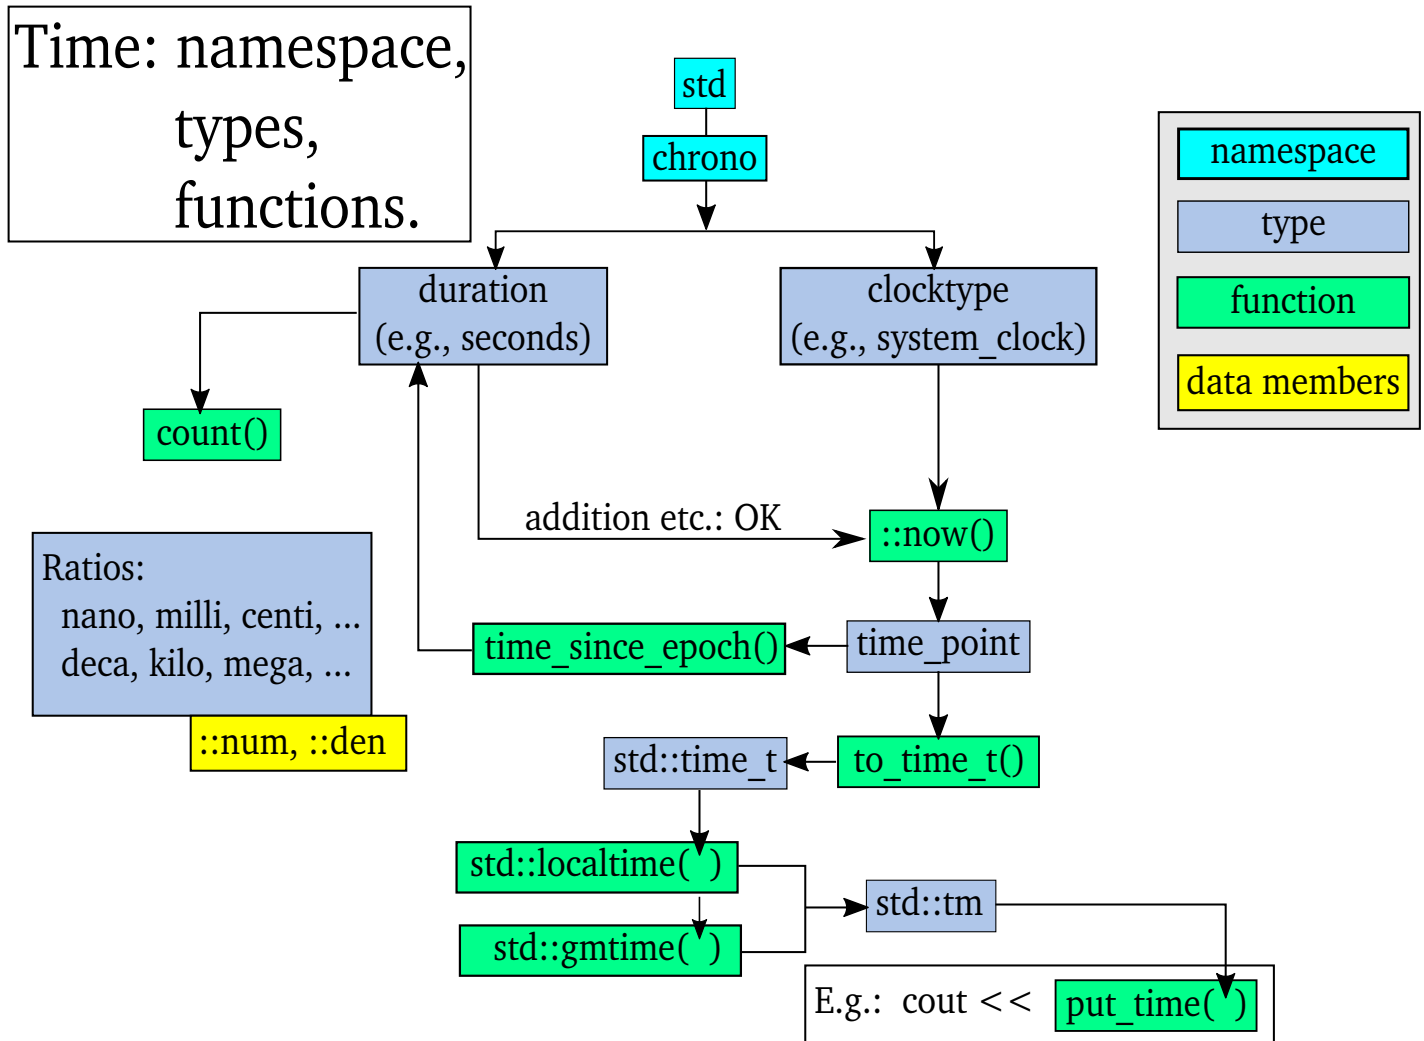 Time: namespace,
types,
functions.
std
chrono
namespace
type
function
data members
duration
(e.g., seconds)
clocktype
(e.g., system_clock)
count()
addition etc.: OK
::now()
Ratios:
nano, milli, centi, ...
deca, kilo, mega, ...
::num, ::den
time_since_epoch()
time_point
std::time_t
to_time_t()
std::localtime( )
std::gmtime( )
std::tm
E.g.: cout << put_time( )